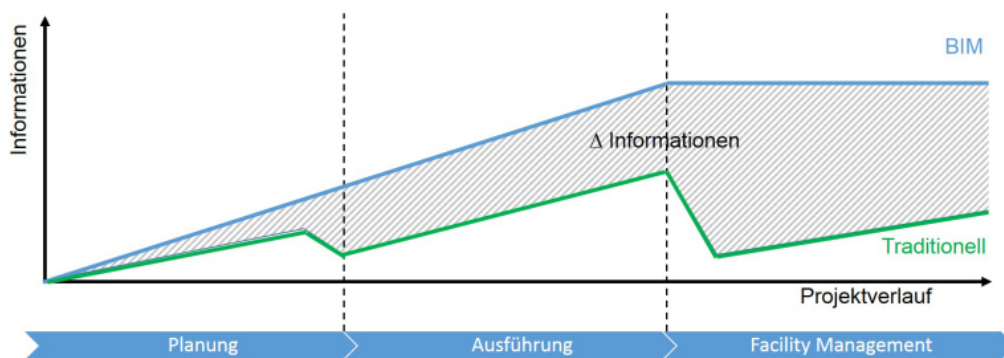 Informationen
BIM
Δ Informationen
Traditionell
Projektverlauf
Planung
Ausführung
Facility Management